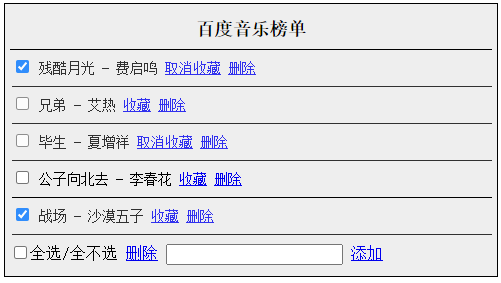 百度音乐榜单
残酷月光 - 费启鸣 取消收藏 删除
兄弟 - 艾热 收藏 删除
毕生 - 夏增祥 取消收藏 删除
公子向北去 - 李春花 收藏 删除
战场 - 沙漠五子 收藏 删除
全选/全不选 删除 添加